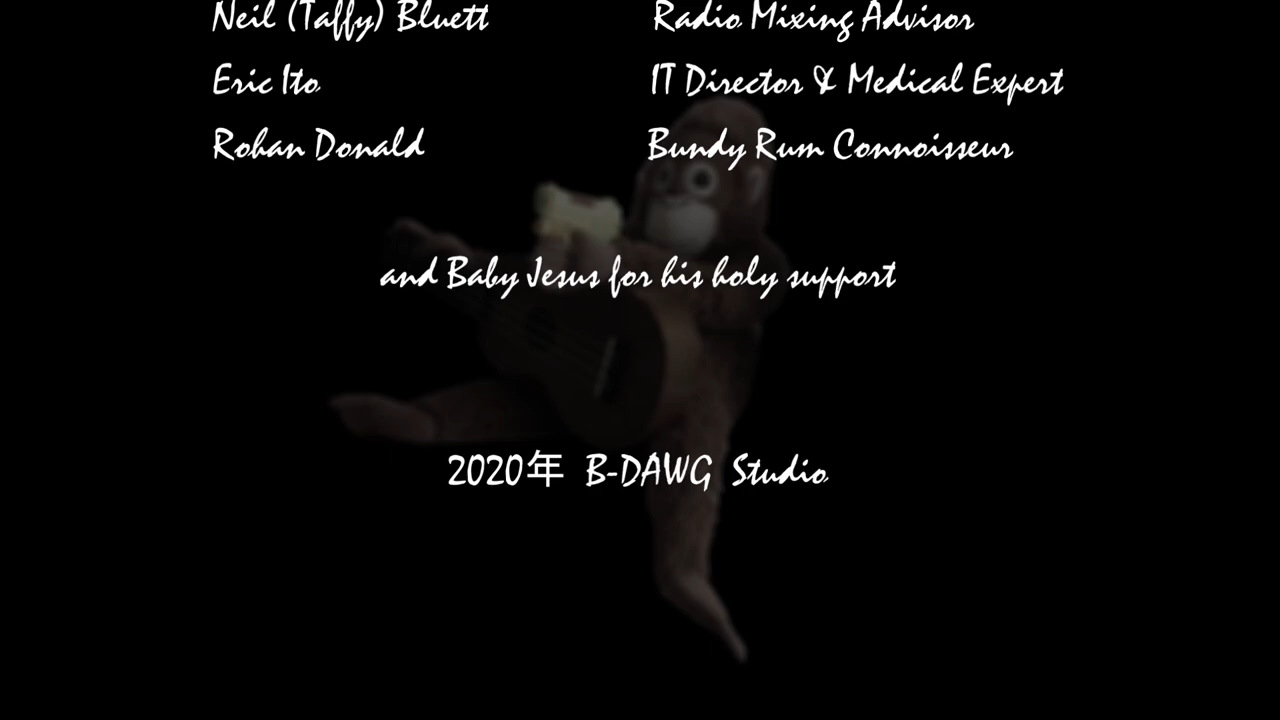 Neil (Taffy) Bluett Radio Mixing Advisor
Eric Ito IT Director & Medical Expert
Rohan Donald Bundy Rum Connoisseur
and Baby Jesus for his holy support
2020年 B-DAWG Studio